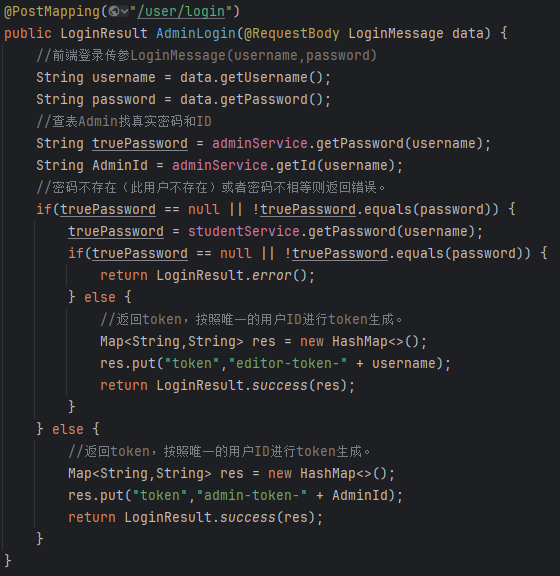 @PostMapping("/user/login")
public LoginResult AdminLogin(@RequestBody LoginMessage data) {
    //前端登录传参LoginMessage(username,password)
    String username = data.getUsername();
    String password = data.getPassword();
    //查表Admin找真实密码和ID
    String truePassword = adminService.getPassword(username);
    String AdminId = adminService.getId(username);
    //密码不存在（此用户不存在）或者密码不相等则返回错误。
    if(truePassword == null || !truePassword.equals(password)) {
        truePassword = studentService.getPassword(username);
        if(truePassword == null || !truePassword.equals(password)) {
            return LoginResult.error();
        } else {
            //返回token，按照唯一的用户ID进行token生成。
            Map<String,String> res = new HashMap<>();
            res.put("token","editor-token-" + username);
            return LoginResult.success(res);
        }
    } else {
        //返回token，按照唯一的用户ID进行token生成。
        Map<String,String> res = new HashMap<>();
        res.put("token","admin-token-" + AdminId);
        return LoginResult.success(res);
    }
}